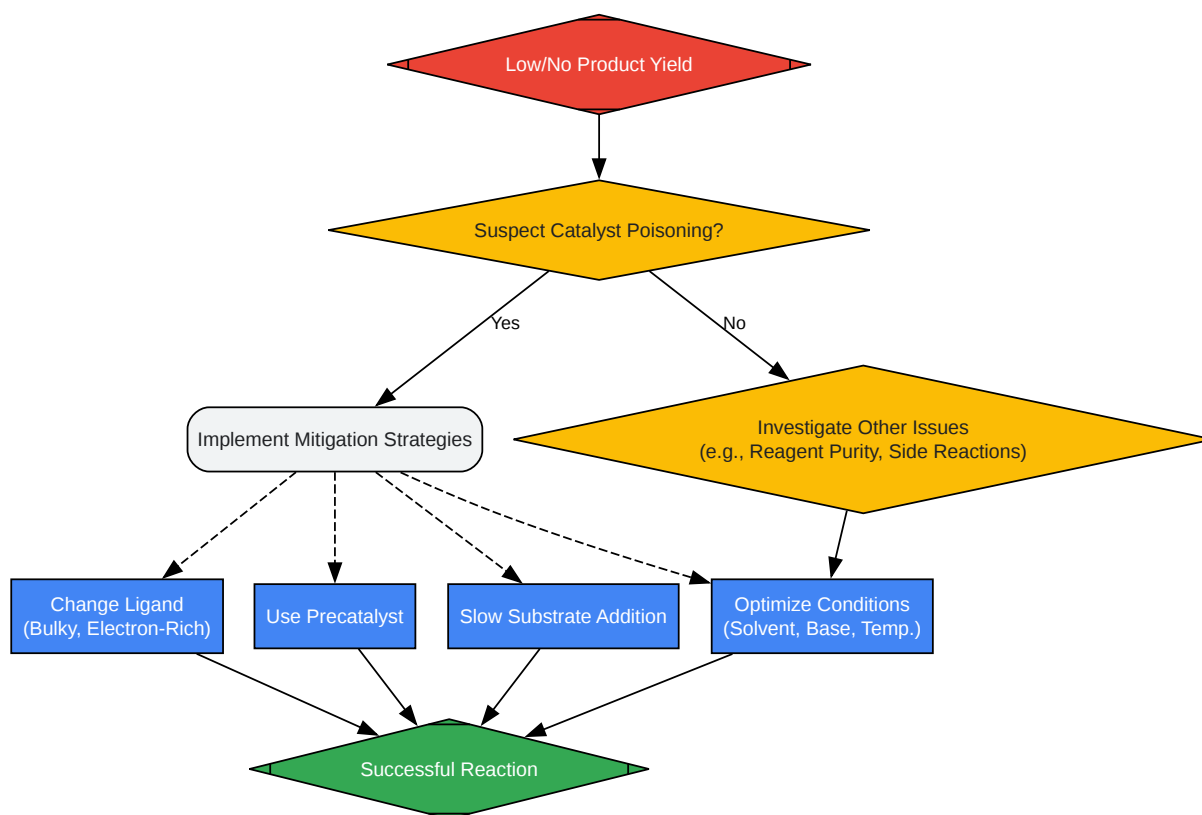 Low/No Product Yield
Suspect Catalyst Poisoning?
Yes
No
Implement Mitigation Strategies
Investigate Other Issues
(e.g., Reagent Purity, Side Reactions)
Change Ligand
(Bulky, Electron-Rich)
Use Precatalyst
Slow Substrate Addition
Optimize Conditions
(Solvent, Base, Temp.)
Successful Reaction